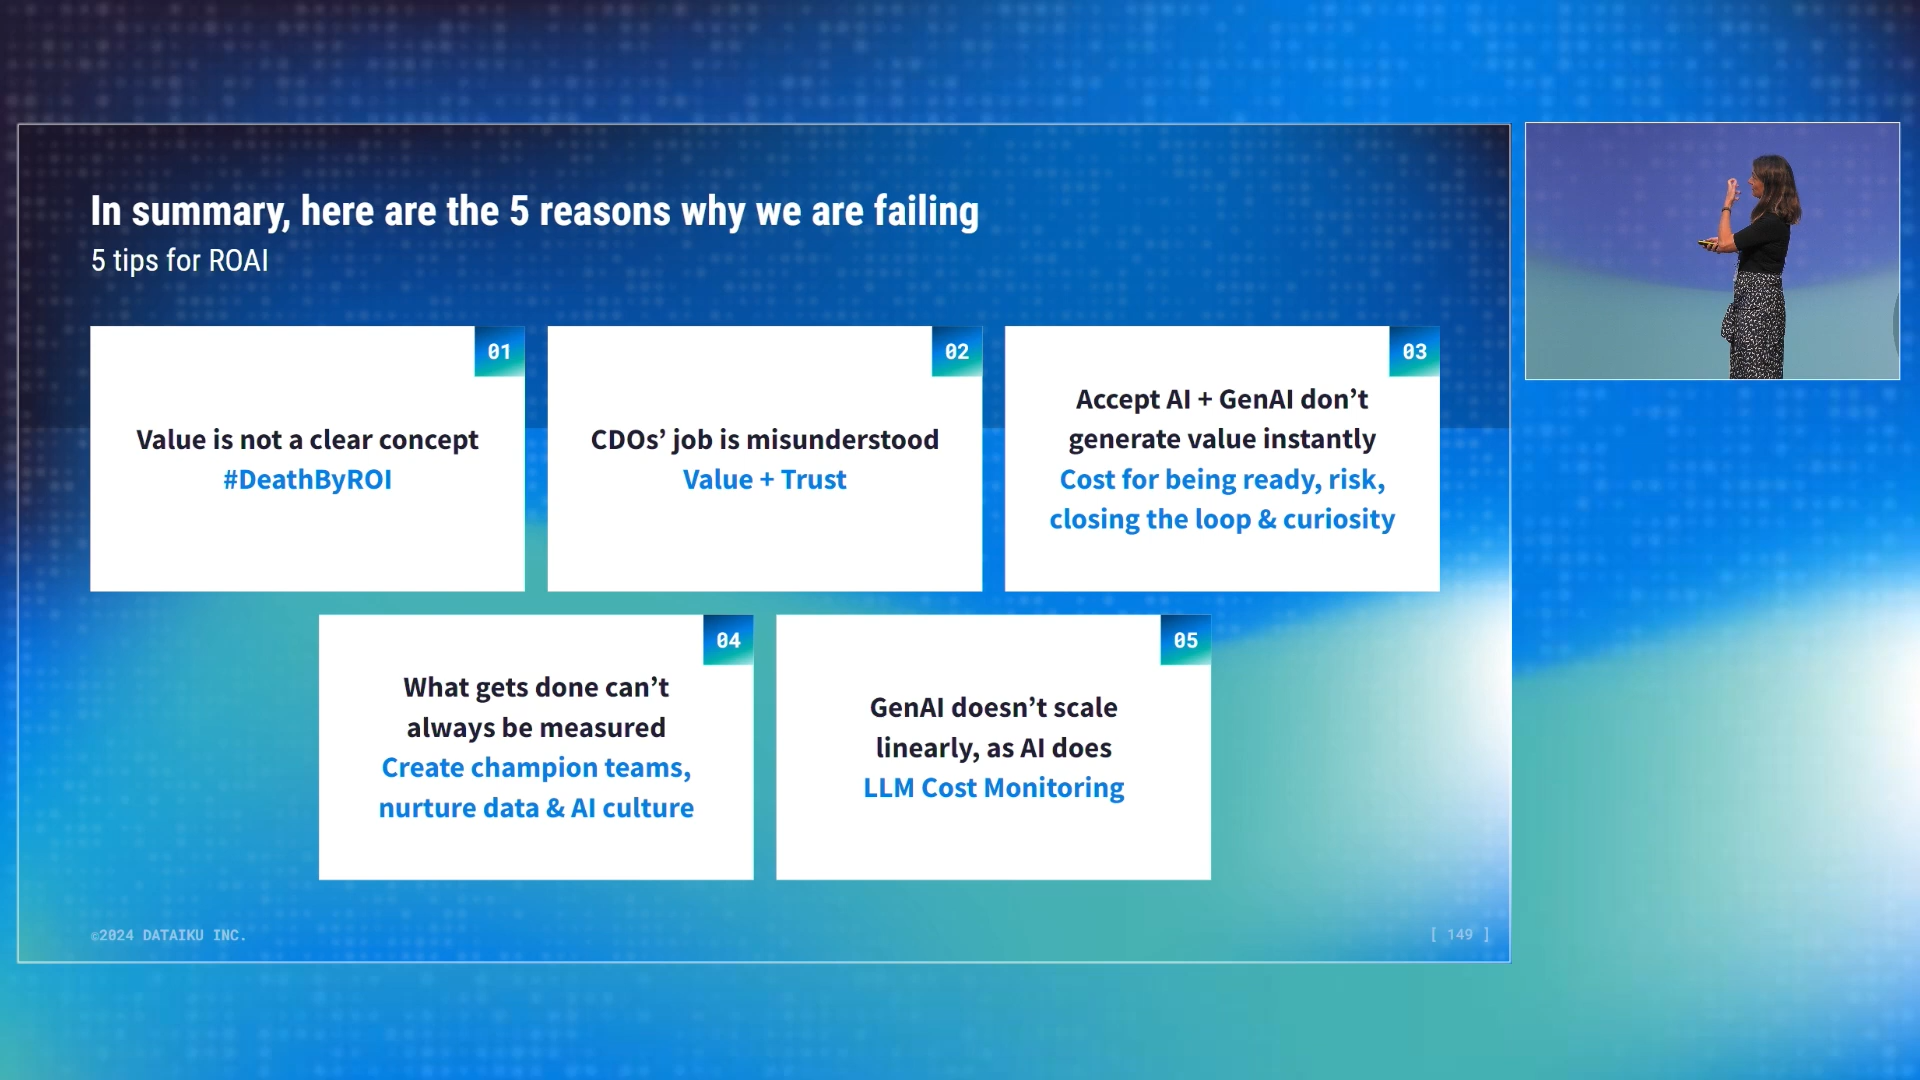 In summary, here are the 5 reasons why we are failing
5 tips for ROAI
01
Value is not a clear concept
#DeathByROI
02
CDOs’ job is misunderstood
Value + Trust
03
Accept AI + GenAI don’t
generate value instantly
Cost for being ready, risk,
closing the loop & curiosity
04
What gets done can’t
always be measured
Create champion teams,
nurture data & AI culture
05
GenAI doesn’t scale
linearly, as AI does
LLM Cost Monitoring
©2024 DATAIKU INC.
[ 149 ]